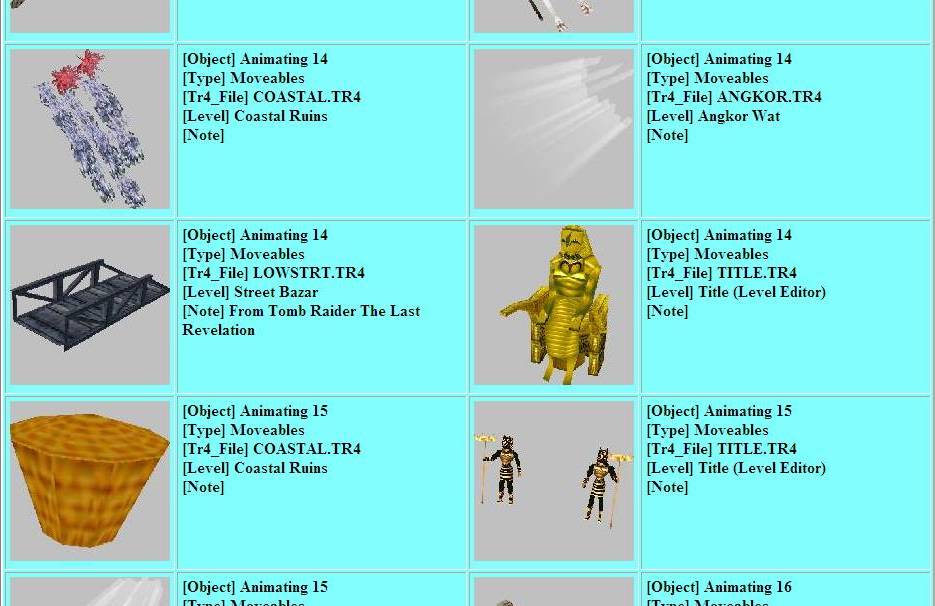 [Object] Animating 14
[Type] Moveables
[Tr4_File] COASTAL.TR4
[Level] Coastal Ruins
[Note]
[Object] Animating 14
[Type] Moveables
[Tr4_File] ANGKOR.TR4
[Level] Angkor Wat
[Note]
[Object] Animating 14
[Type] Moveables
[Tr4_File] LOWSTRT.TR4
[Level] Street Bazar
[Note] From Tomb Raider The Last
Revelation
[Object] Animating 14
[Type] Moveables
[Tr4_File] TITLE.TR4
[Level] Title (Level Editor)
[Note]
[Object] Animating 15
[Type] Moveables
[Tr4_File] COASTAL.TR4
[Level] Coastal Ruins
[Note]
[Object] Animating 15
[Type] Moveables
[Tr4_File] TITLE.TR4
[Level] Title (Level Editor)
[Note]
[Object] Animating 15
[Type] Moveables
[Object] Animating 16
[Type] Moveables